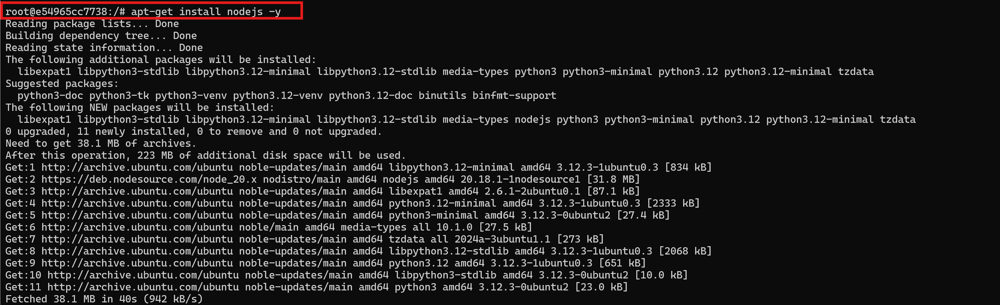 root@e54965cc7738:/# apt-get install nodejs -y
Reading package lists... Done
Building dependency tree... Done
Reading state information... Done
The following additional packages will be installed:
  libexpat1 libpython3-stdlib libpython3.12-minimal libpython3.12-stdlib media-types python3 python3-minimal python3.12 python3.12-minimal tzdata
Suggested packages:
  python3-doc python3-tk python3-venv python3.12-venv python3.12-doc binutils binfmt-support
The following NEW packages will be installed:
  libexpat1 libpython3-stdlib libpython3.12-minimal libpython3.12-stdlib media-types nodejs python3 python3-minimal python3.12 python3.12-minimal tzdata
0 upgraded, 11 newly installed, 0 to remove and 0 not upgraded.
Need to get 38.1 MB of archives.
After this operation, 223 MB of additional disk space will be used.
Get:1 http://archive.ubuntu.com/ubuntu noble-updates/main amd64 libpython3.12-minimal amd64 3.12.3-1ubuntu0.3 [834 kB]
Get:2 https://deb.nodesource.com/node_20.x nodistro/main amd64 nodejs amd64 20.18.1-1nodesource1 [31.8 MB]
Get:3 http://archive.ubuntu.com/ubuntu noble-updates/main amd64 libexpat1 amd64 2.6.1-2ubuntu0.1 [87.1 kB]
Get:4 http://archive.ubuntu.com/ubuntu noble-updates/main amd64 python3.12-minimal amd64 3.12.3-1ubuntu0.3 [2333 kB]
Get:5 http://archive.ubuntu.com/ubuntu noble-updates/main amd64 python3-minimal amd64 3.12.3-0ubuntu2 [27.4 kB]
Get:6 http://archive.ubuntu.com/ubuntu noble/main amd64 media-types all 10.1.0 [27.5 kB]
Get:7 http://archive.ubuntu.com/ubuntu noble-updates/main amd64 tzdata all 2024a-3ubuntu1.1 [273 kB]
Get:8 http://archive.ubuntu.com/ubuntu noble-updates/main amd64 libpython3.12-stdlib amd64 3.12.3-1ubuntu0.3 [2068 kB]
Get:9 http://archive.ubuntu.com/ubuntu noble-updates/main amd64 python3.12 amd64 3.12.3-1ubuntu0.3 [651 kB]
Get:10 http://archive.ubuntu.com/ubuntu noble-updates/main amd64 libpython3-stdlib amd64 3.12.3-0ubuntu2 [10.0 kB]
Get:11 http://archive.ubuntu.com/ubuntu noble-updates/main amd64 python3 amd64 3.12.3-0ubuntu2 [23.0 kB]
Fetched 38.1 MB in 40s (942 kB/s)